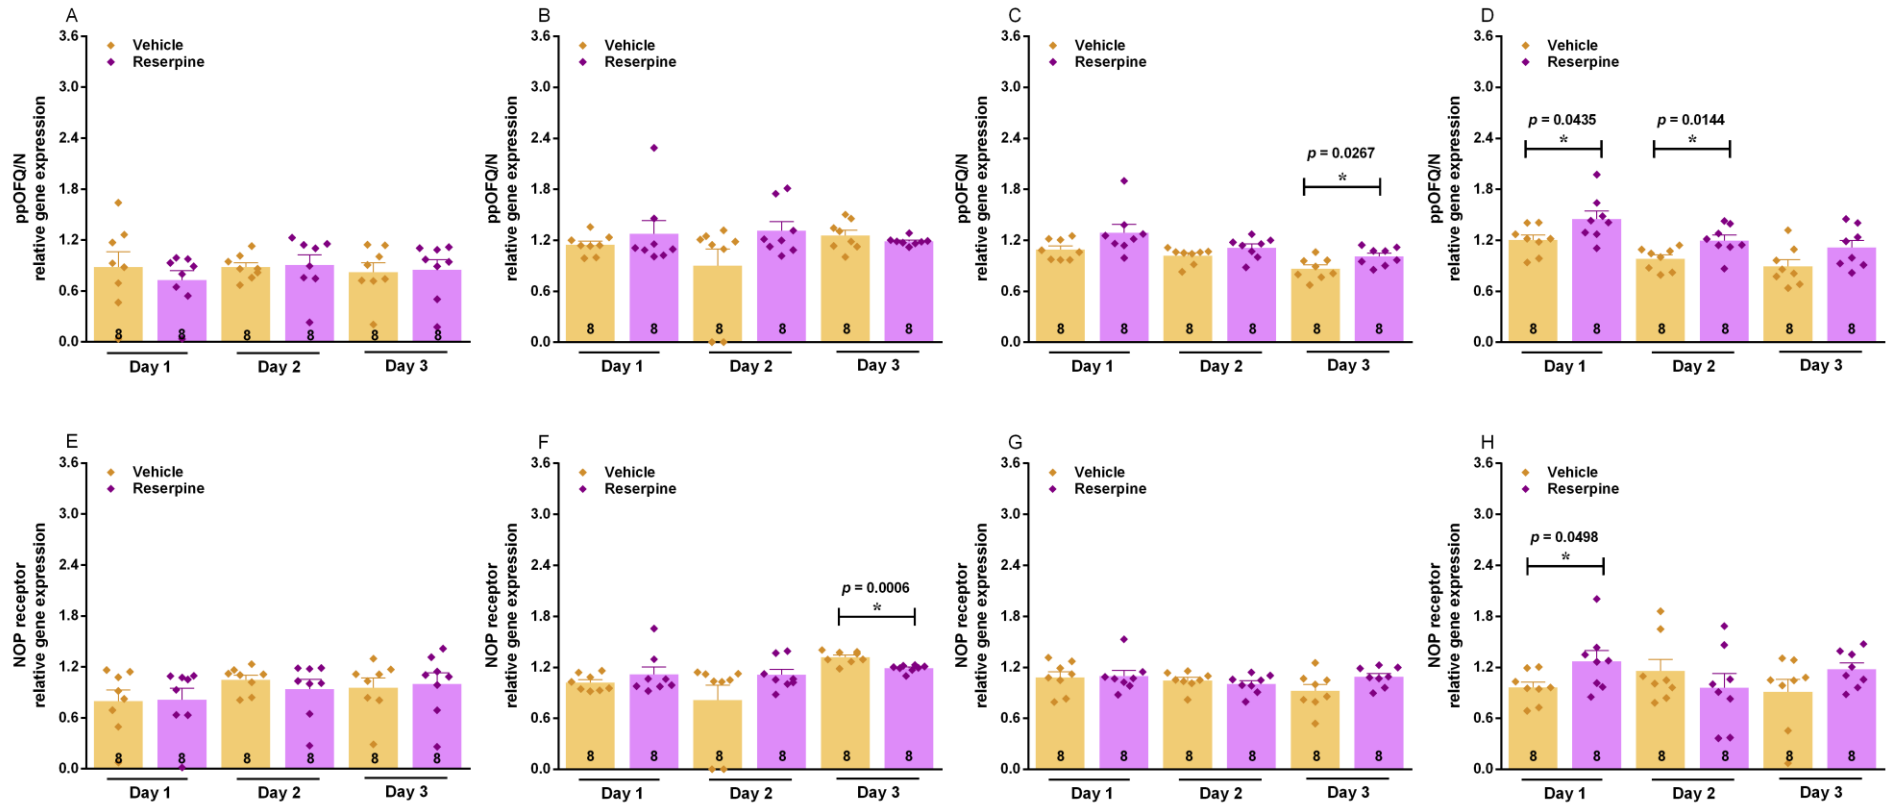 A
3.6
3.0
2.4
1.8
1.2
0.6
0.0
ppOFQ/N
relative gene expression
Vehicle
Reserpine
8
8
8
8
8
8
Day 1
Day 2
Day 3
B
3.6
3.0
2.4
1.8
1.2
0.6
0.0
ppOFQ/N
relative gene expression
Vehicle
Reserpine
8
8
8
8
8
8
Day 1
Day 2
Day 3
C
3.6
3.0
2.4
1.8
1.2
0.6
0.0
ppOFQ/N
relative gene expression
Vehicle
Reserpine
p = 0.0267
*
8
8
8
8
8
8
Day 1
Day 2
Day 3
D
3.6
3.0
2.4
1.8
1.2
0.6
0.0
ppOFQ/N
relative gene expression
Vehicle
Reserpine
p = 0.0435
*
p = 0.0144
*
8
8
8
8
8
8
Day 1
Day 2
Day 3
E
3.6
3.0
2.4
1.8
1.2
0.6
0.0
NOP receptor
relative gene expression
Vehicle
Reserpine
8
8
8
8
8
8
Day 1
Day 2
Day 3
F
3.6
3.0
2.4
1.8
1.2
0.6
0.0
NOP receptor
relative gene expression
Vehicle
Reserpine
p = 0.0006
*
8
8
8
8
8
8
Day 1
Day 2
Day 3
G
3.6
3.0
2.4
1.8
1.2
0.6
0.0
NOP receptor
relative gene expression
Vehicle
Reserpine
8
8
8
8
8
8
Day 1
Day 2
Day 3
H
3.6
3.0
2.4
1.8
1.2
0.6
0.0
NOP receptor
relative gene expression
Vehicle
Reserpine
p = 0.0498
*
8
8
8
8
8
8
Day 1
Day 2
Day 3